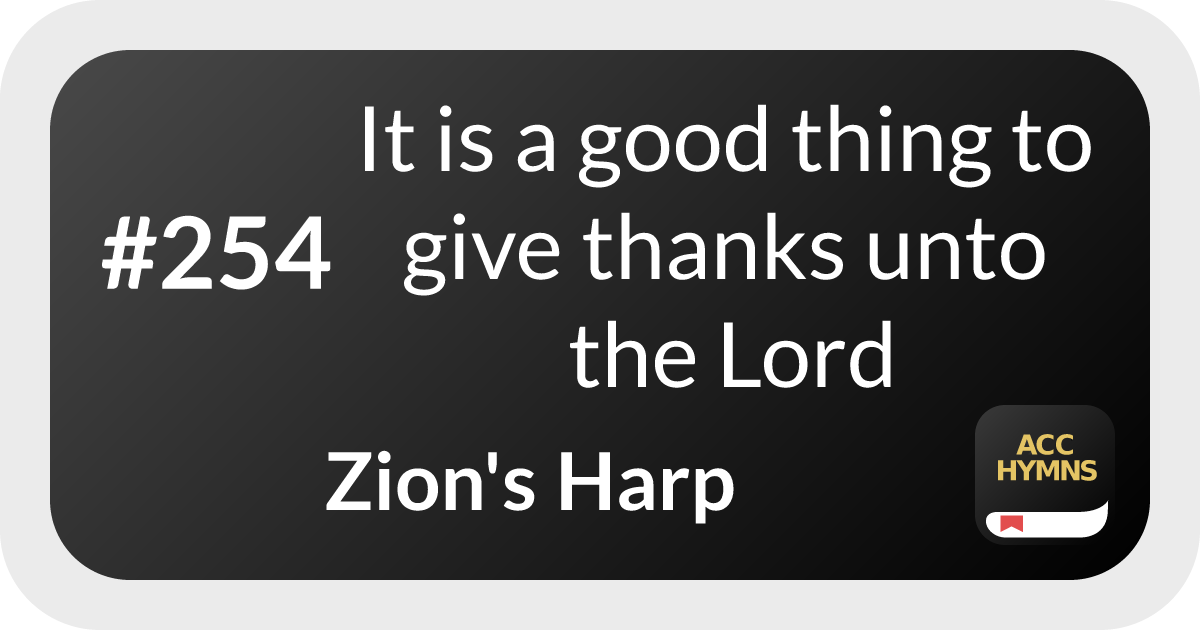 #254
It is a good thing to
give thanks unto
the Lord
Zion's Harp
ACC
HYMNS